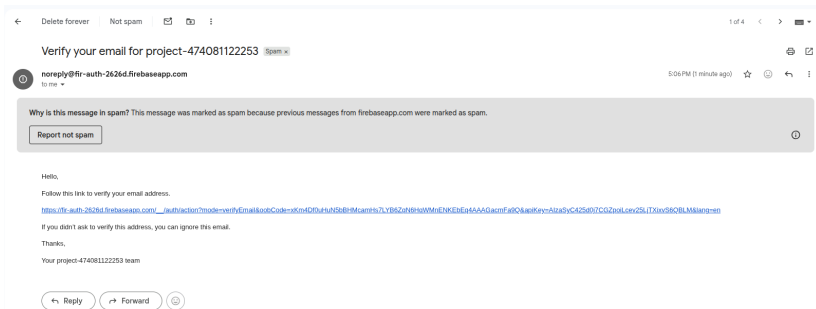 Delete forever Not spam 1 of 4
Verify your email for project-474081122253 Spam ×
noreply@fir-auth-2626d.firebaseapp.com 5:06 PM (1 minute ago)
to me
Why is this message in spam? This message was marked as spam because previous messages from firebaseapp.com were marked as spam.
Report not spam
Hello,
Follow this link to verify your email address.
If you didn't ask to verify this address, you can ignore this email.
Thanks,
Your project-474081122253 team
Reply Forward